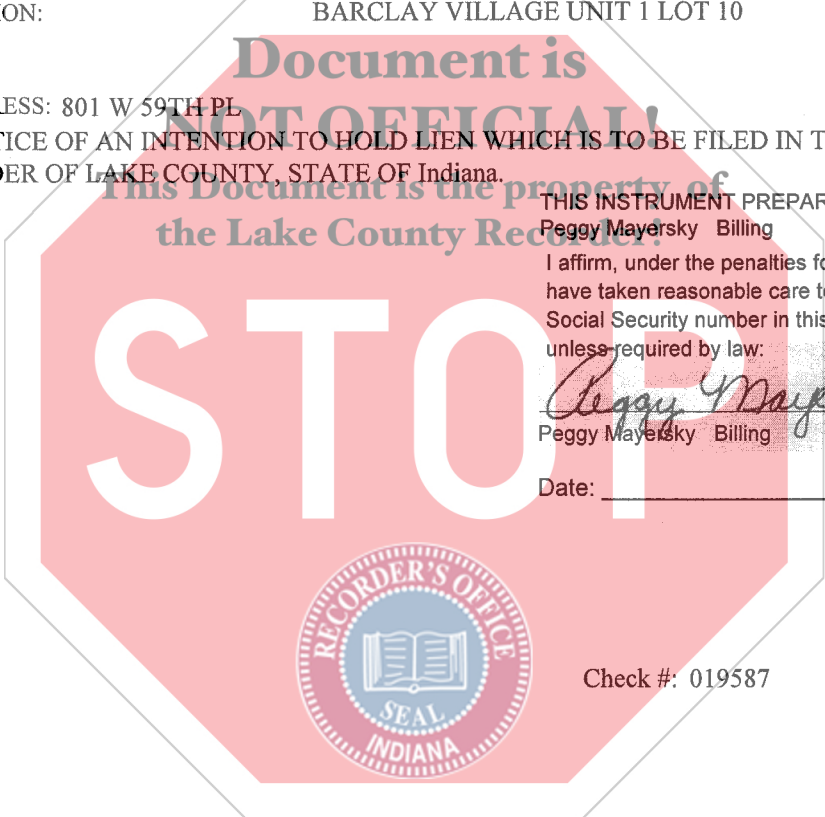 ION: BARCLAY VILLAGE UNIT 1 LOT 10
Document is
ESS: 801 W 59TH PL
NOT OFFICIAL!
TICE OF AN INTENTION TO HOLD LIEN WHICH IS TO BE FILED IN T
DER OF LAKE COUNTY, STATE OF Indiana.
This Document is the property of
the Lake County Recorder!
THIS INSTRUMENT PREPAR
Peggy Mayersky Billing
I affirm, under the penalties fo
have taken reasonable care to
Social Security number in this
unless required by law:
Peggy Maye
Peggy Mayersky Billing
Date:
STOP
RECORDER'S OFFICE
SEAL
INDIANA
Check #: 019587